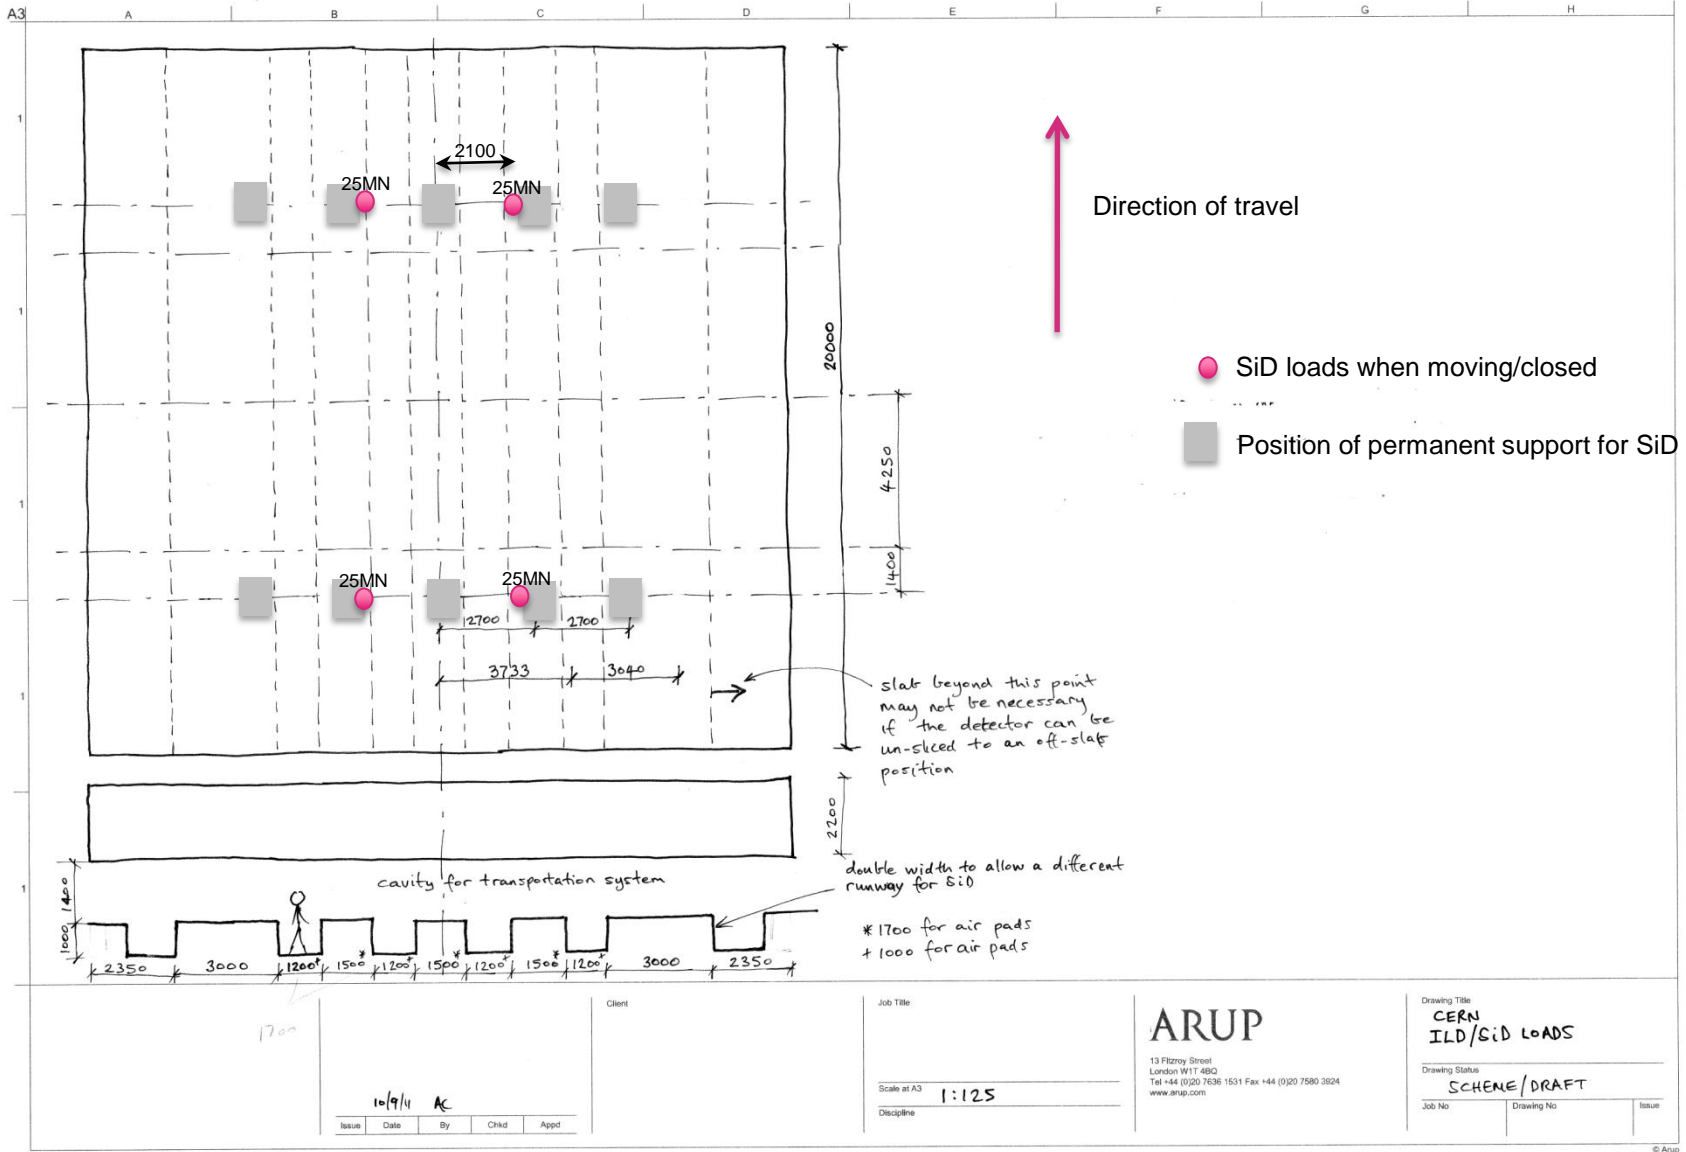 A3
A
B
C
D
E
F
G
H
1
1
1
1
1
2100
25MN
25MN
Direction of travel
20000
SiD loads when moving/closed
Position of permanent support for SiD
4250
1400
25MN
25MN
2700
2700
3733
3040
slab beyond this point
may not be necessary
if the detector can be
un-sliced to an off-slab
position
2200
double width to allow a different
runway for SiD
cavity for transportation system
1400
1000
* 1700 for air pads
+ 1000 for air pads
2350
3000
1200+
1500*
1200+
1500*
1200+
1500*
1200+
3000
2350
1700
Client
Job Title
Scale at A3
1:125
Discipline
ARUP
13 Fitzroy Street
London W1T 4BQ
Tel +44 (0)20 7636 1531 Fax +44 (0)20 7580 3924
www.arup.com
Drawing Title
CERN
ILD/SiD LOADS
Drawing Status
SCHEME/DRAFT
Job No
Drawing No
Issue
10/9/11 AC
Issue
Date
By
Chkd
Appd
© Arup